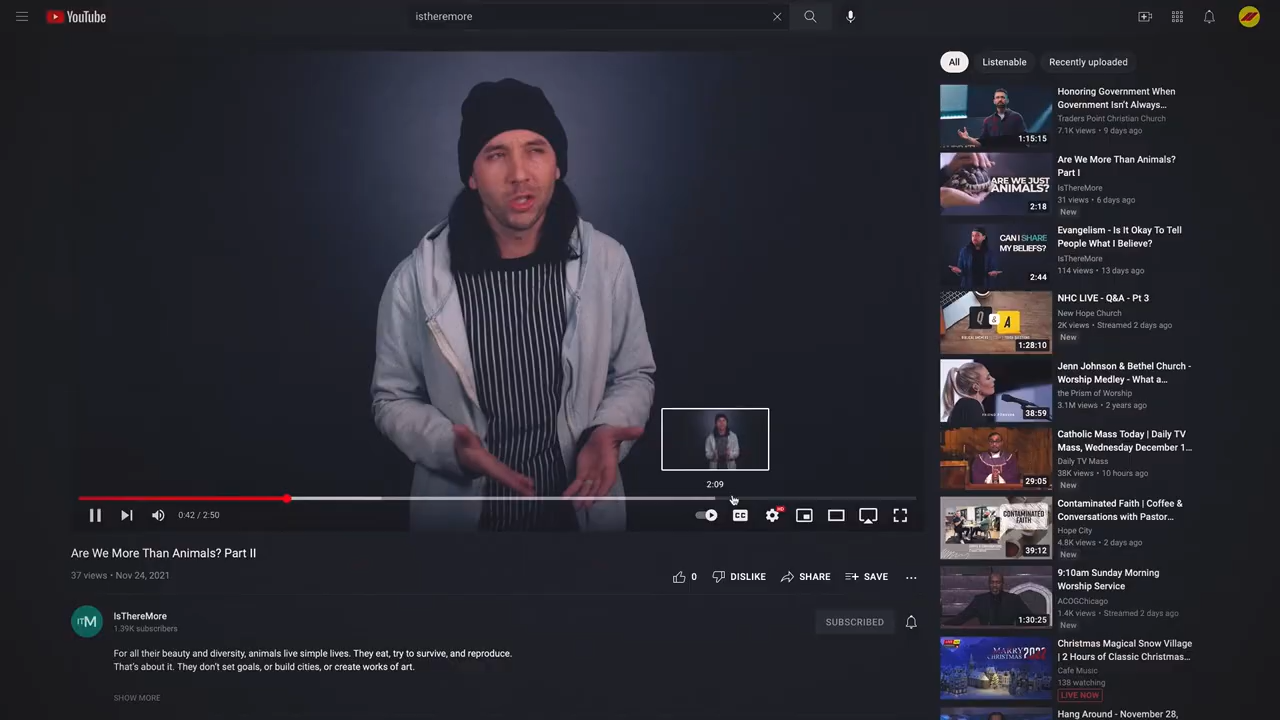 YouTube
istheremore
2:09
HD
CC
0:42 / 2:50
Are We More Than Animals? Part II
37 views • Nov 24, 2021
0
DISLIKE
SHARE
SAVE
ITM
IsThereMore
1.39K subscribers
SUBSCRIBED
For all their beauty and diversity, animals live simple lives. They eat, try to survive, and reproduce.
That's about it. They don't set goals, or build cities, or create works of art.
SHOW MORE
All
Listenable
Recently uploaded
1:15:15
Honoring Government When
Government Isn't Always…
Traders Point Christian Church
7.1K views • 9 days ago
ARE WE JUST
ANIMALS?
2:18
Are We More Than Animals?
Part I
IsThereMore
31 views • 6 days ago
New
CAN I SHARE
MY BELIEFS?
2:44
Evangelism - Is It Okay To Tell
People What I Believe?
IsThereMore
114 views • 13 days ago
Q & A
1:28:10
NHC LIVE - Q&A - Pt 3
New Hope Church
2K views • Streamed 2 days ago
New
38:59
Jenn Johnson & Bethel Church -
Worship Medley - What a…
the Prism of Worship
3.1M views • 2 years ago
29:05
Catholic Mass Today | Daily TV
Mass, Wednesday December 1…
Daily TV Mass
38K views • 10 hours ago
CONTAMINATED
FAITH
39:12
Contaminated Faith | Coffee &
Conversations with Pastor…
Hope City
4.8K views • 2 days ago
New
1:30:25
9:10am Sunday Morning
Worship Service
ACOGChicago
1.4K views • Streamed 2 days ago
New
Christmas Magical Snow Village
| 2 Hours of Classic Christmas…
Cafe Music
138 watching
LIVE NOW
Hang Around - November 28,